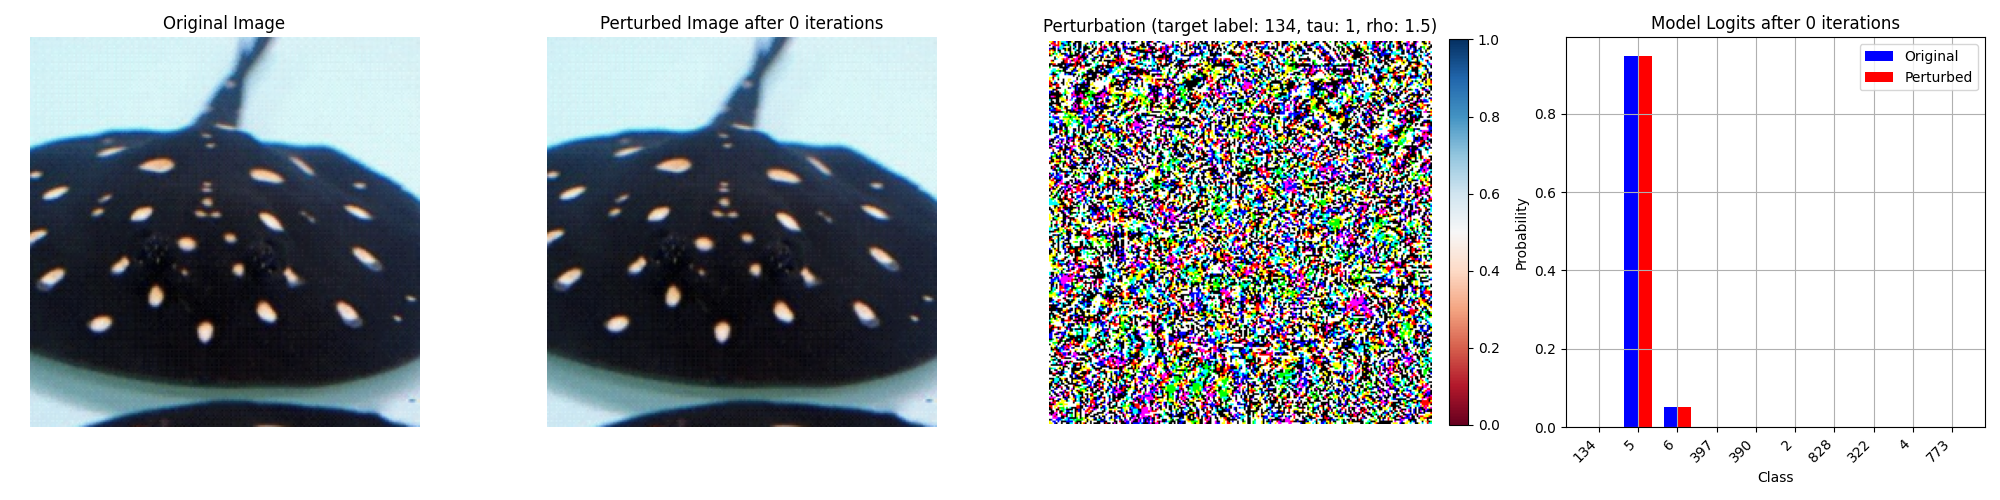 Original Image
Perturbed Image after 0 iterations
Perturbation (target label: 134, tau: 1, rho: 1.5)
1.0
0.8
0.6
0.4
0.2
0.0
Model Logits after 0 iterations
Original
Perturbed
Probability
0.8
0.6
0.4
0.2
0.0
134
5
6
397
390
2
828
322
4
773
Class